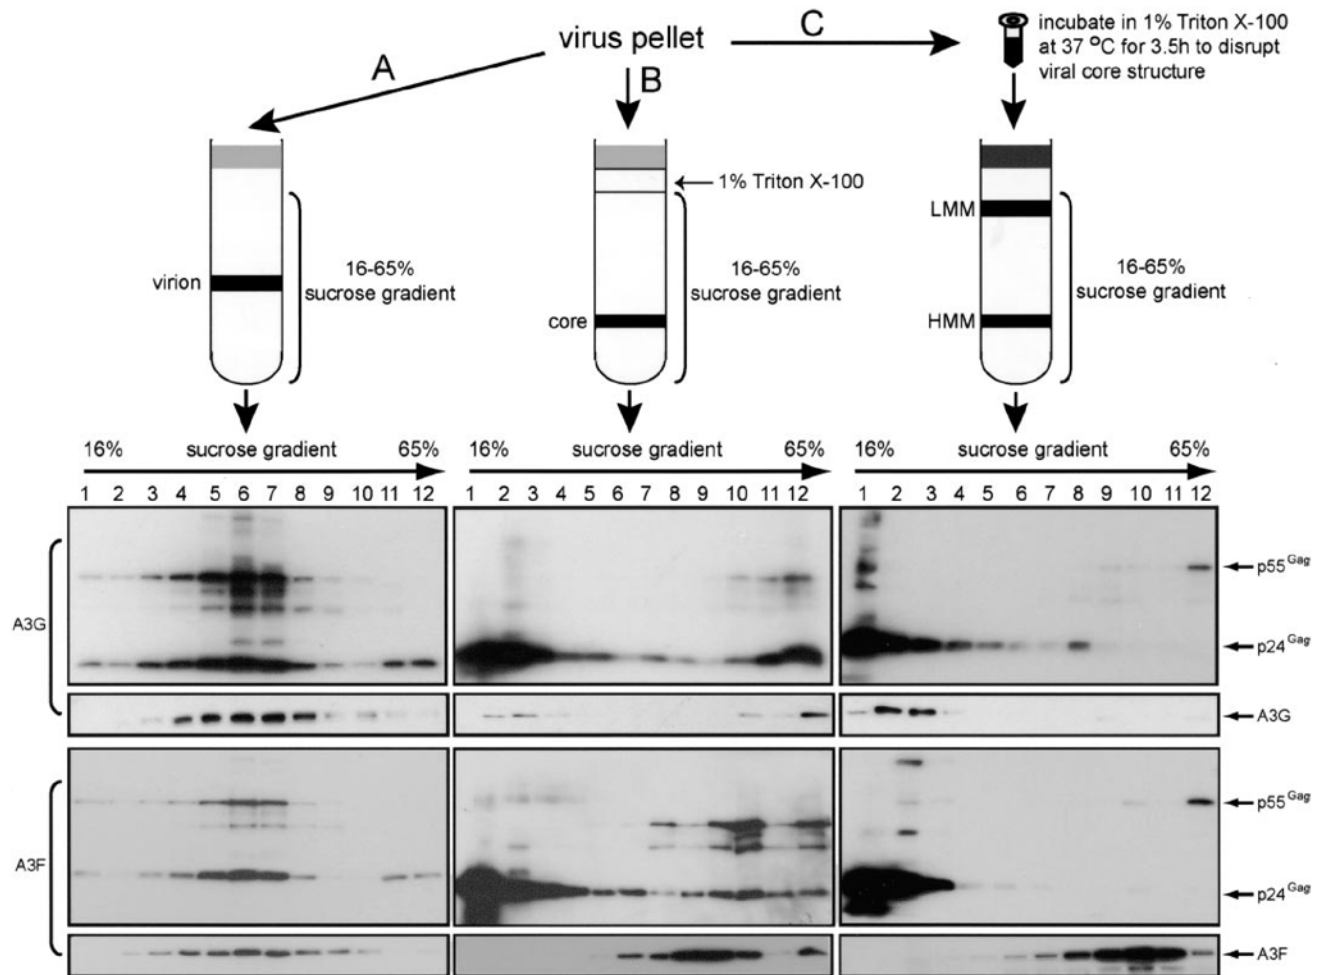 virus pellet
A
B
C
incubate in 1% Triton X-100
at 37 °C for 3.5h to disrupt
viral core structure
1% Triton X-100
LMM
virion
16-65%
sucrose gradient
core
16-65%
sucrose gradient
HMM
16-65%
sucrose gradient
16% sucrose gradient 65%
1 2 3 4 5 6 7 8 9 10 11 12
16% sucrose gradient 65%
1 2 3 4 5 6 7 8 9 10 11 12
16% sucrose gradient 65%
1 2 3 4 5 6 7 8 9 10 11 12
A3G
p55Gag
p24Gag
A3G
A3F
p55Gag
p24Gag
A3F